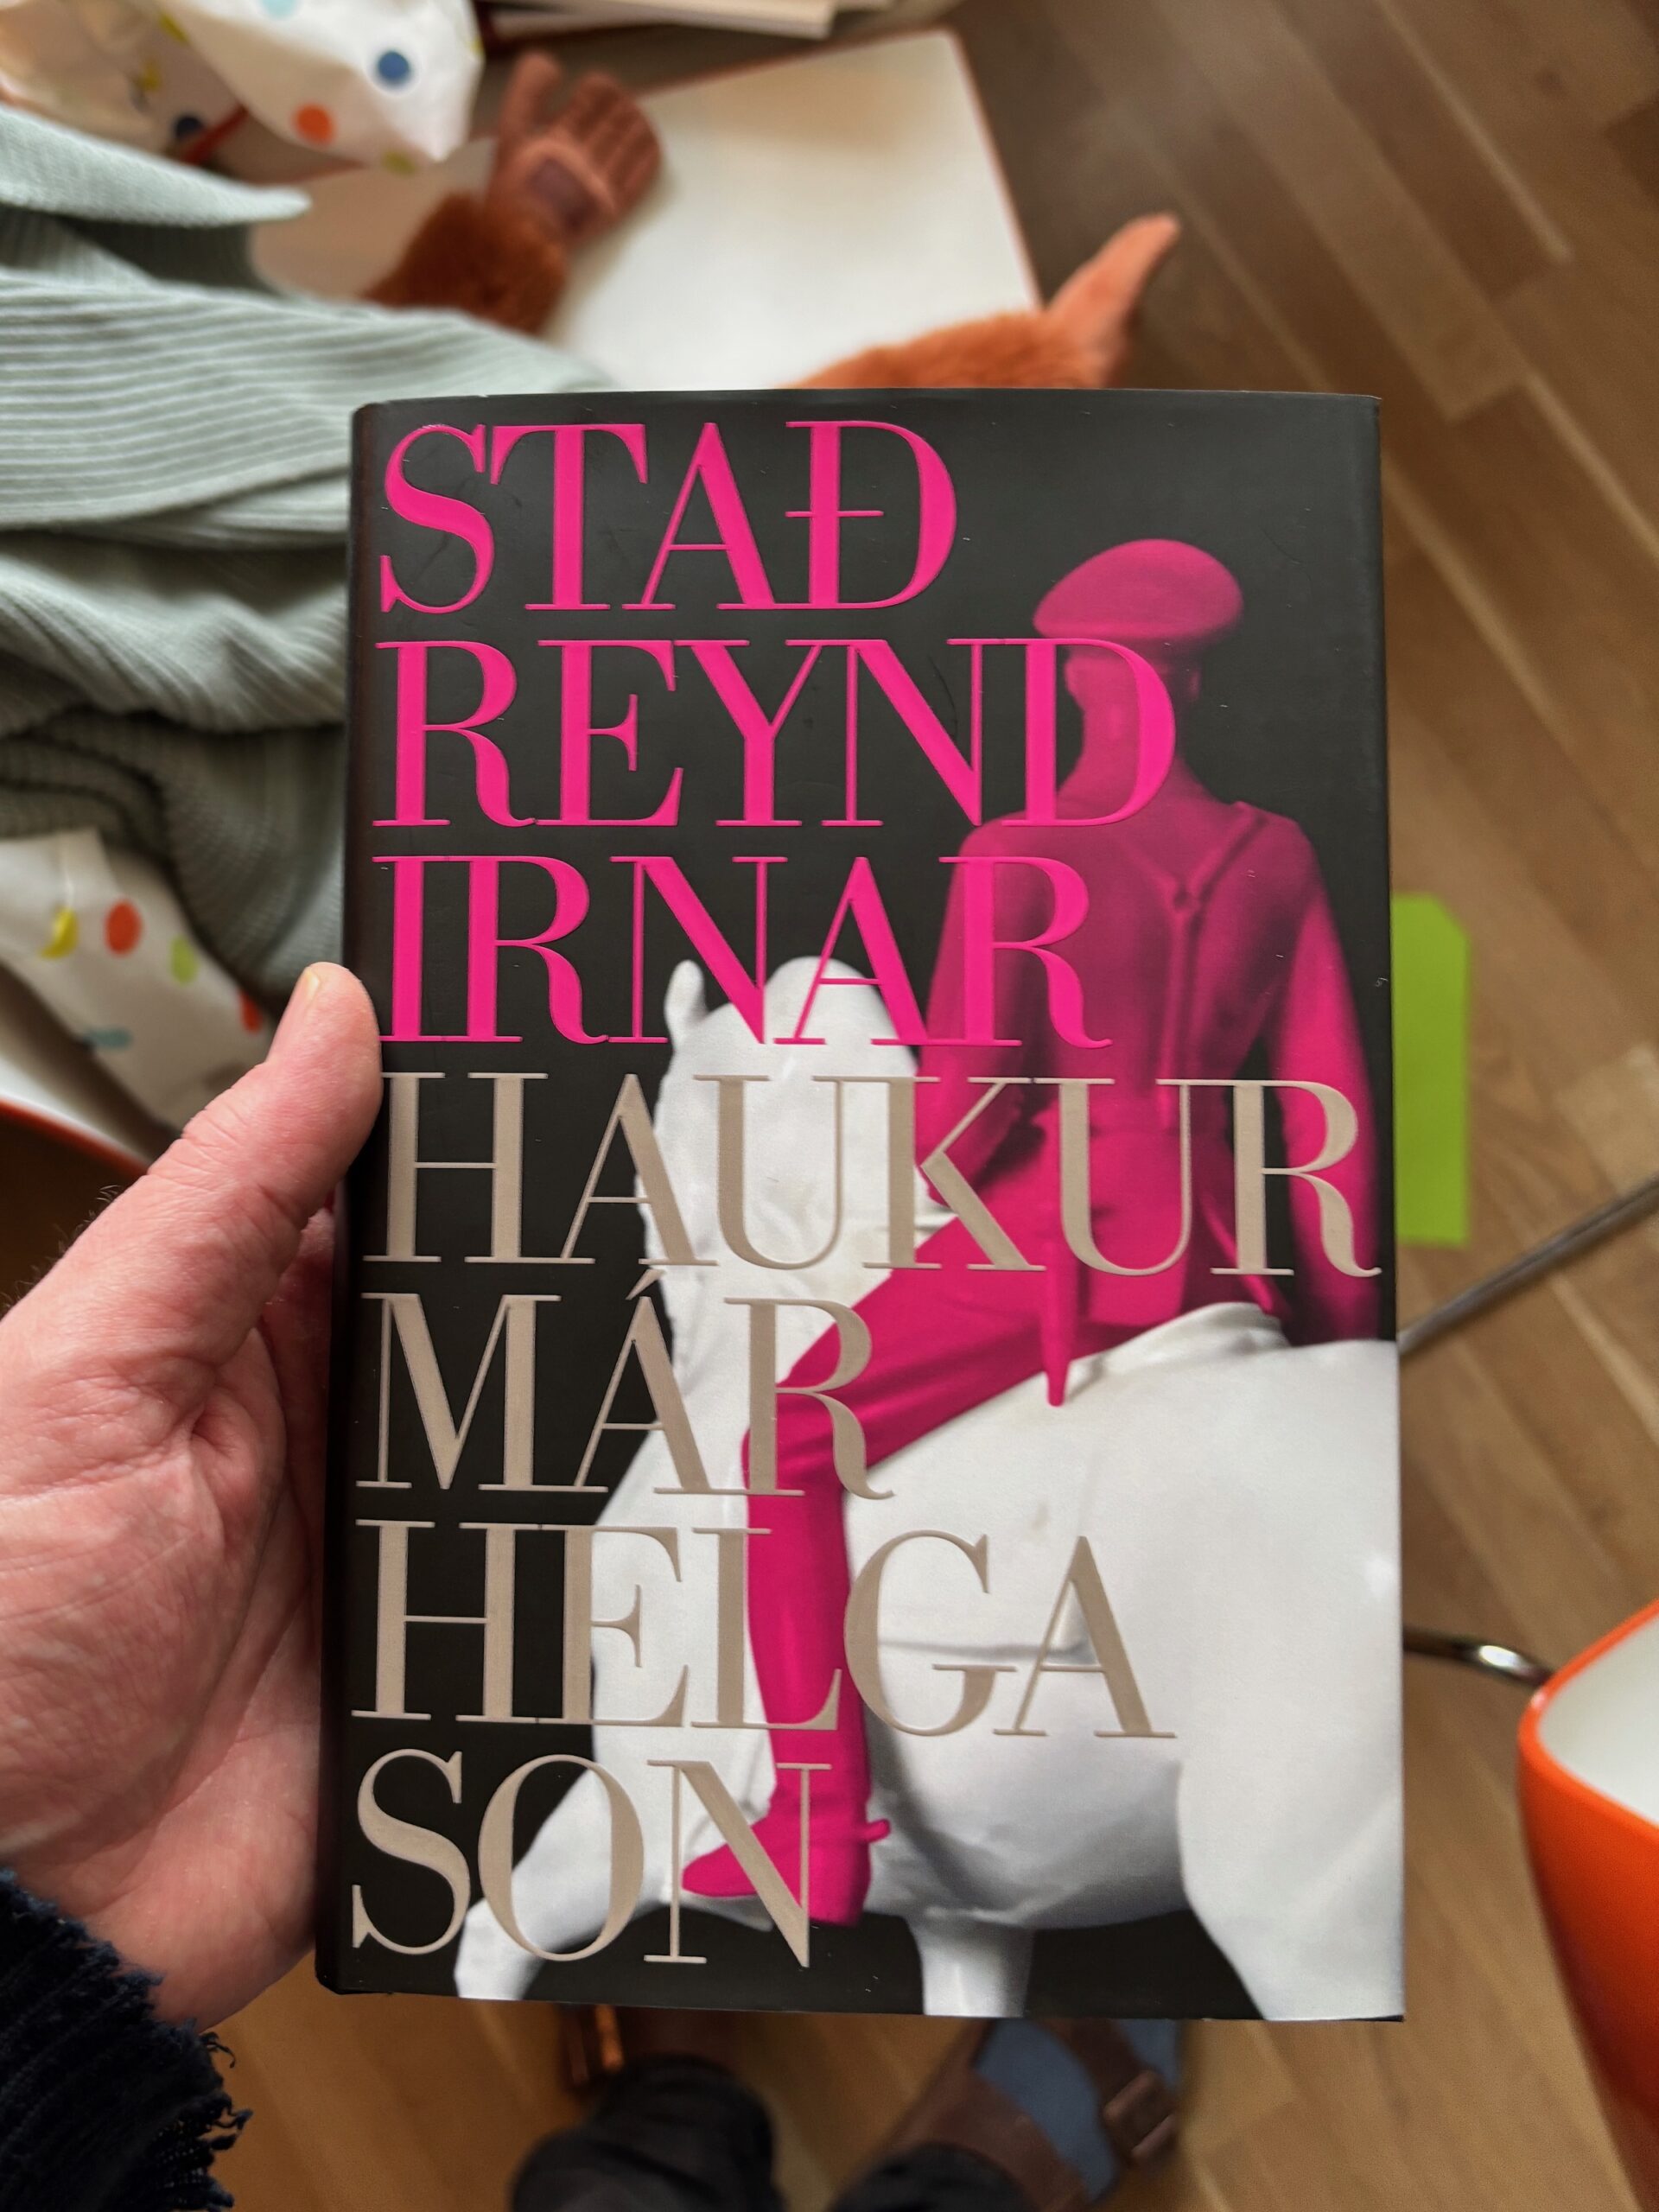 STAÐ
REYND
IRNAR
HAUKUR
MÁR
HELGA
SON